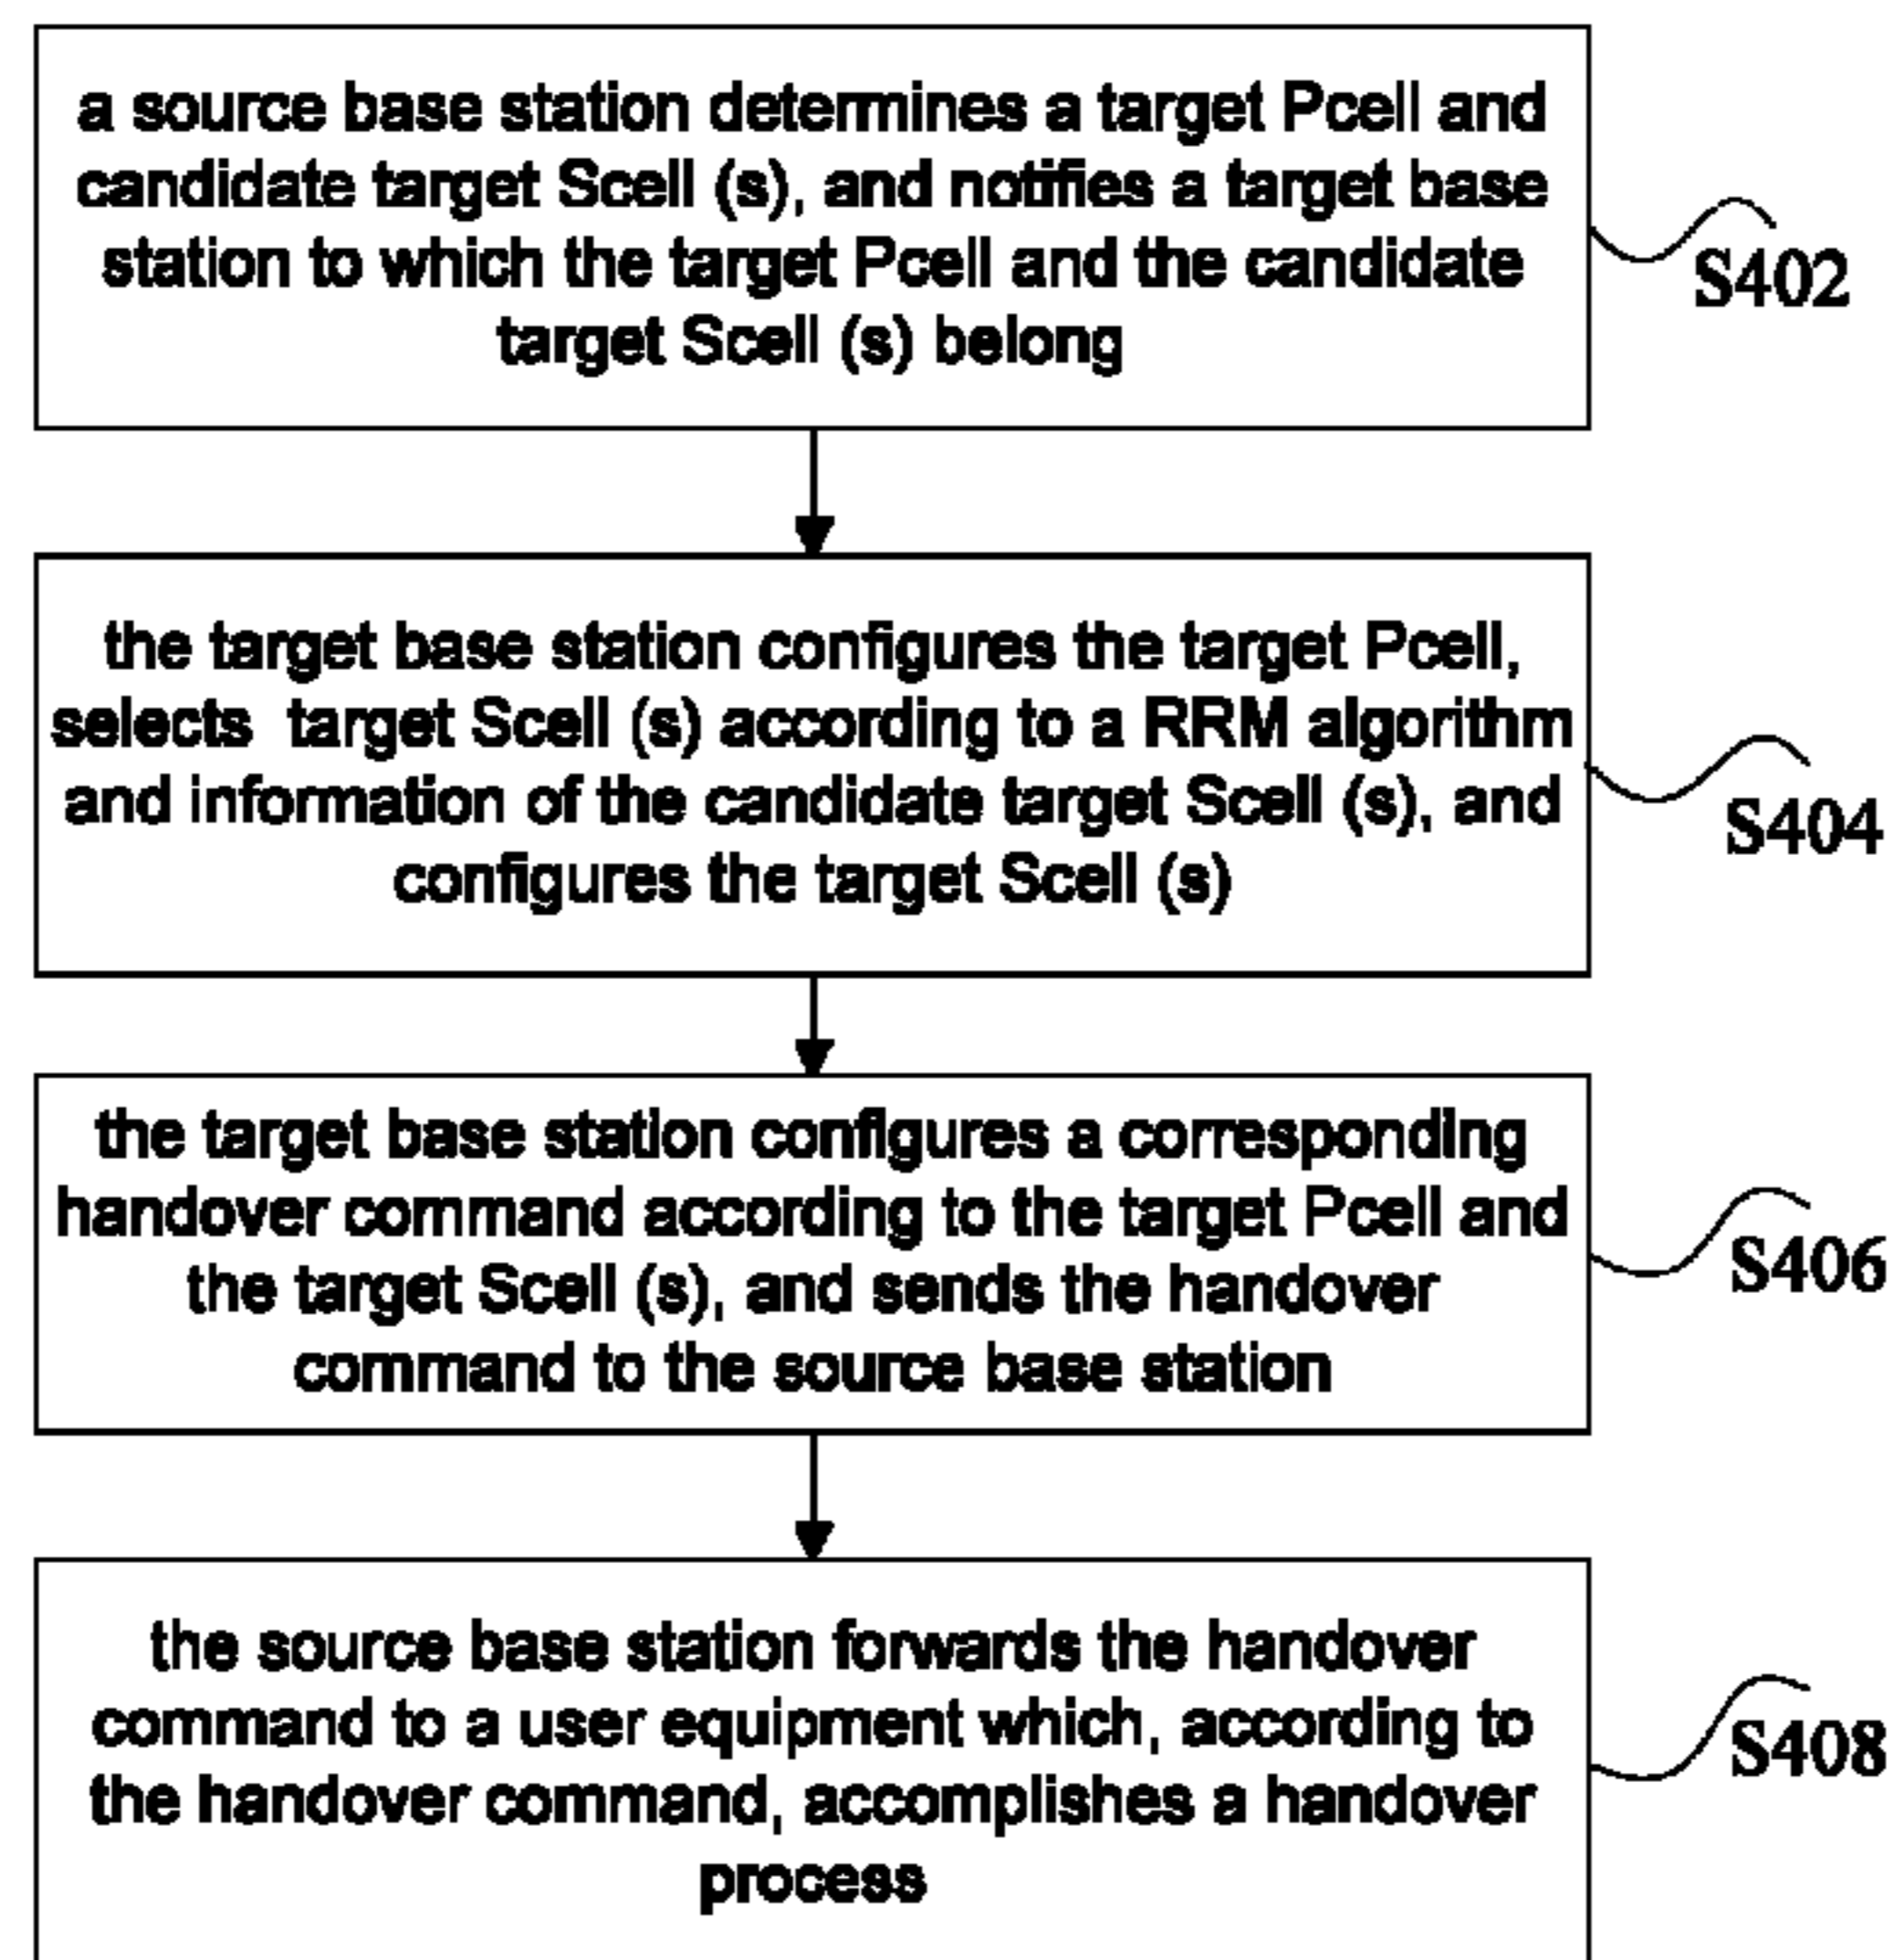 a source base station determines a target Pcell and
candidate target Scell (s), and notifies a target base
station to which the target Pcell and the candidate
target Scell (s) belong
S402
the target base station configures the target Pcell,
selects target Scell (s) according to a RRM algorithm
and information of the candidate target Scell (s), and
configures the target Scell (s)
S404
the target base station configures a corresponding
handover command according to the target Pcell and
the target Scell (s), and sends the handover
command to the source base station
S406
the source base station forwards the handover
command to a user equipment which, according to
the handover command, accomplishes a handover
process
S408